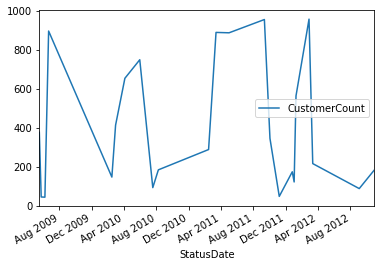 1000
800
600
400
200
0
CustomerCount
Aug 2009
Dec 2009
Apr 2010
Aug 2010
Dec 2010
Apr 2011
Aug 2011
Dec 2011
Apr 2012
Aug 2012
StatusDate